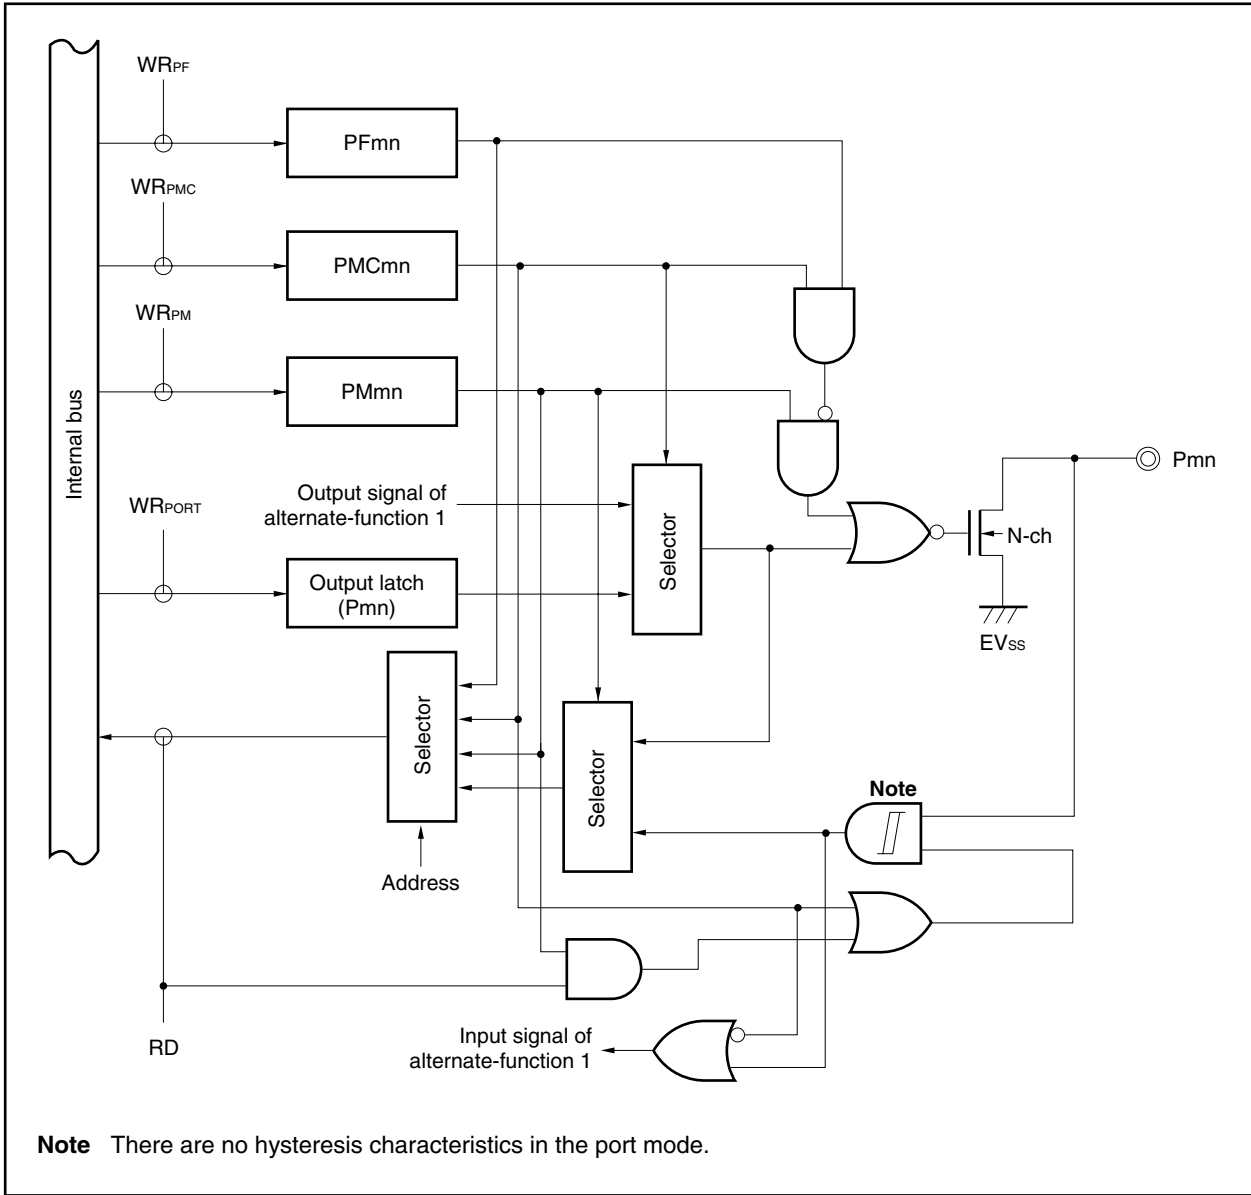 WRPF
PFmn
WRPMC
PMCmn
WRPM
PMmn
Internal bus
WRPORT
Output signal of
alternate-function 1
Output latch
(Pmn)
Selector
Pmn
N-ch
EVSS
Selector
Selector
Note
Address
RD
Input signal of
alternate-function 1
Note There are no hysteresis characteristics in the port mode.